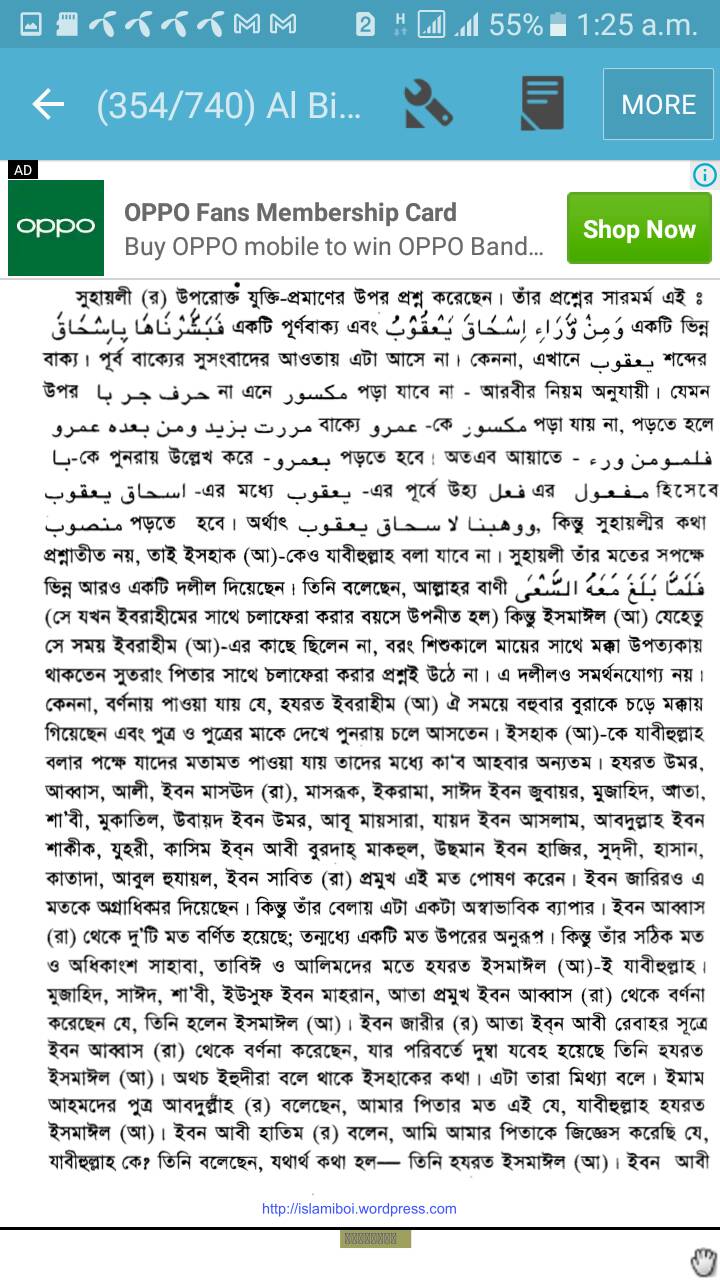 2 H 55% 1:25 a.m.
(354/740) Al Bi... MORE
AD
oppo
OPPO Fans Membership Card
Buy OPPO mobile to win OPPO Band...
Shop Now
সুহায়লী (র) উপরোক্ত যুক্তি-প্রমাণের উপর প্রশ্ন করেছেন। তাঁর প্রশ্নের সারমর্ম এই ঃ
فَبَشَّرْنَاهَا بِإِسْحَاقَ একটি পূর্ণবাক্য এবং وَمِنْ وَّرَاءِ إِسْحَاقَ يَعْقُوْبُ একটি ভিন্ন
বাক্য। পূর্ব বাক্যের সুসংবাদের আওতায় এটা আসে না। কেননা, এখানে يعقوب শব্দের
উপর حرف جر با না এনে مكسور পড়া যাবে না - আরবীর নিয়ম অনুযায়ী। যেমন
مررت بزيد ومن بعده عمرو বাক্যে عمرو -কে مكسور পড়া যায় না, পড়তে হলে
با-কে পুনরায় উল্লেখ করে -بعمرو পড়তে হবে। অতএব আয়াতে - فلمومن ورء
اسحاق يعقوب -এর মধ্যে يعقوب -এর পূর্বে উহ্য فعل এর مفعول হিসেবে
منصوب পড়তে হবে। অর্থাৎ ووهبنا لا سحاق يعقوب, কিন্তু সুহায়লীর কথা
প্রশ্নাতীত নয়, তাই ইসহাক (আ)-কেও যাবীহুল্লাহ বলা যাবে না। সুহায়লী তাঁর মতের সপক্ষে
ভিন্ন আরও একটি দলীল দিয়েছেন। তিনি বলেছেন, আল্লাহর বাণী فَلَمَّا بَلَغَ مَعَهُ السَّعْىَ
(সে যখন ইবরাহীমের সাথে চলাফেরা করার বয়সে উপনীত হল) কিন্তু ইসমাঈল (আ) যেহেতু
সে সময় ইবরাহীম (আ)-এর কাছে ছিলেন না, বরং শিশুকালে মায়ের সাথে মক্কা উপত্যকায়
থাকতেন সুতরাং পিতার সাথে চলাফেরা করার প্রশ্নই উঠে না। এ দলীলও সমর্থনযোগ্য নয়।
কেননা, বর্ণনায় পাওয়া যায় যে, হযরত ইবরাহীম (আ) ঐ সময়ে বহুবার বুরাকে চড়ে মক্কায়
গিয়েছেন এবং পুত্র ও পুত্রের মাকে দেখে পুনরায় চলে আসতেন। ইসহাক (আ)-কে যাবীহুল্লাহ
বলার পক্ষে যাদের মতামত পাওয়া যায় তাদের মধ্যে কা'ব আহবার অন্যতম। হযরত উমর,
আব্বাস, আলী, ইবন মাসঊদ (রা), মাসরূক, ইকরামা, সাঈদ ইবন জুবায়র, মুজাহিদ, আতা,
শা'বী, মুকাতিল, উবায়দ ইবন উমর, আবূ মায়সারা, যায়দ ইবন আসলাম, আবদুল্লাহ ইবন
শাকীক, যুহরী, কাসিম ইব্‌ন আবী বুরদাহ্ মাকহুল, উছমান ইবন হাজির, সুদ্দী, হাসান,
কাতাদা, আবুল হুযায়ল, ইবন সাবিত (রা) প্রমুখ এই মত পোষণ করেন। ইবন জারিরও এ
মতকে অগ্রাধিকার দিয়েছেন। কিন্তু তাঁর বেলায় এটা একটা অস্বাভাবিক ব্যাপার। ইবন আব্বাস
(রা) থেকে দু'টি মত বর্ণিত হয়েছে; তন্মধ্যে একটি মত উপরের অনুরূপ। কিন্তু তাঁর সঠিক মত
ও অধিকাংশ সাহাবা, তাবিঈ ও আলিমদের মতে হযরত ইসমাঈল (আ)-ই যাবীহুল্লাহ।
মুজাহিদ, সাঈদ, শা'বী, ইউসুফ ইবন মাহরান, আতা প্রমুখ ইবন আব্বাস (রা) থেকে বর্ণনা
করেছেন যে, তিনি হলেন ইসমাঈল (আ)। ইবন জারীর (র) আতা ইব্‌ন আবী রেবাহর সূত্রে
ইবন আব্বাস (রা) থেকে বর্ণনা করেছেন, যার পরিবর্তে দুম্বা যবেহ হয়েছে তিনি হযরত
ইসমাঈল (আ)। অথচ ইহুদীরা বলে থাকে ইসহাকের কথা। এটা তারা মিথ্যা বলে। ইমাম
আহমদের পুত্র আবদুল্লাহ (র) বলেছেন, আমার পিতার মত এই যে, যাবীহুল্লাহ হযরত
ইসমাঈল (আ)। ইবন আবী হাতিম (র) বলেন, আমি আমার পিতাকে জিজ্ঞেস করেছি যে,
যাবীহুল্লাহ কে? তিনি বলেছেন, যথার্থ কথা হল— তিনি হযরত ইসমাঈল (আ)। ইবন আবী
http://islamiboi.wordpress.com